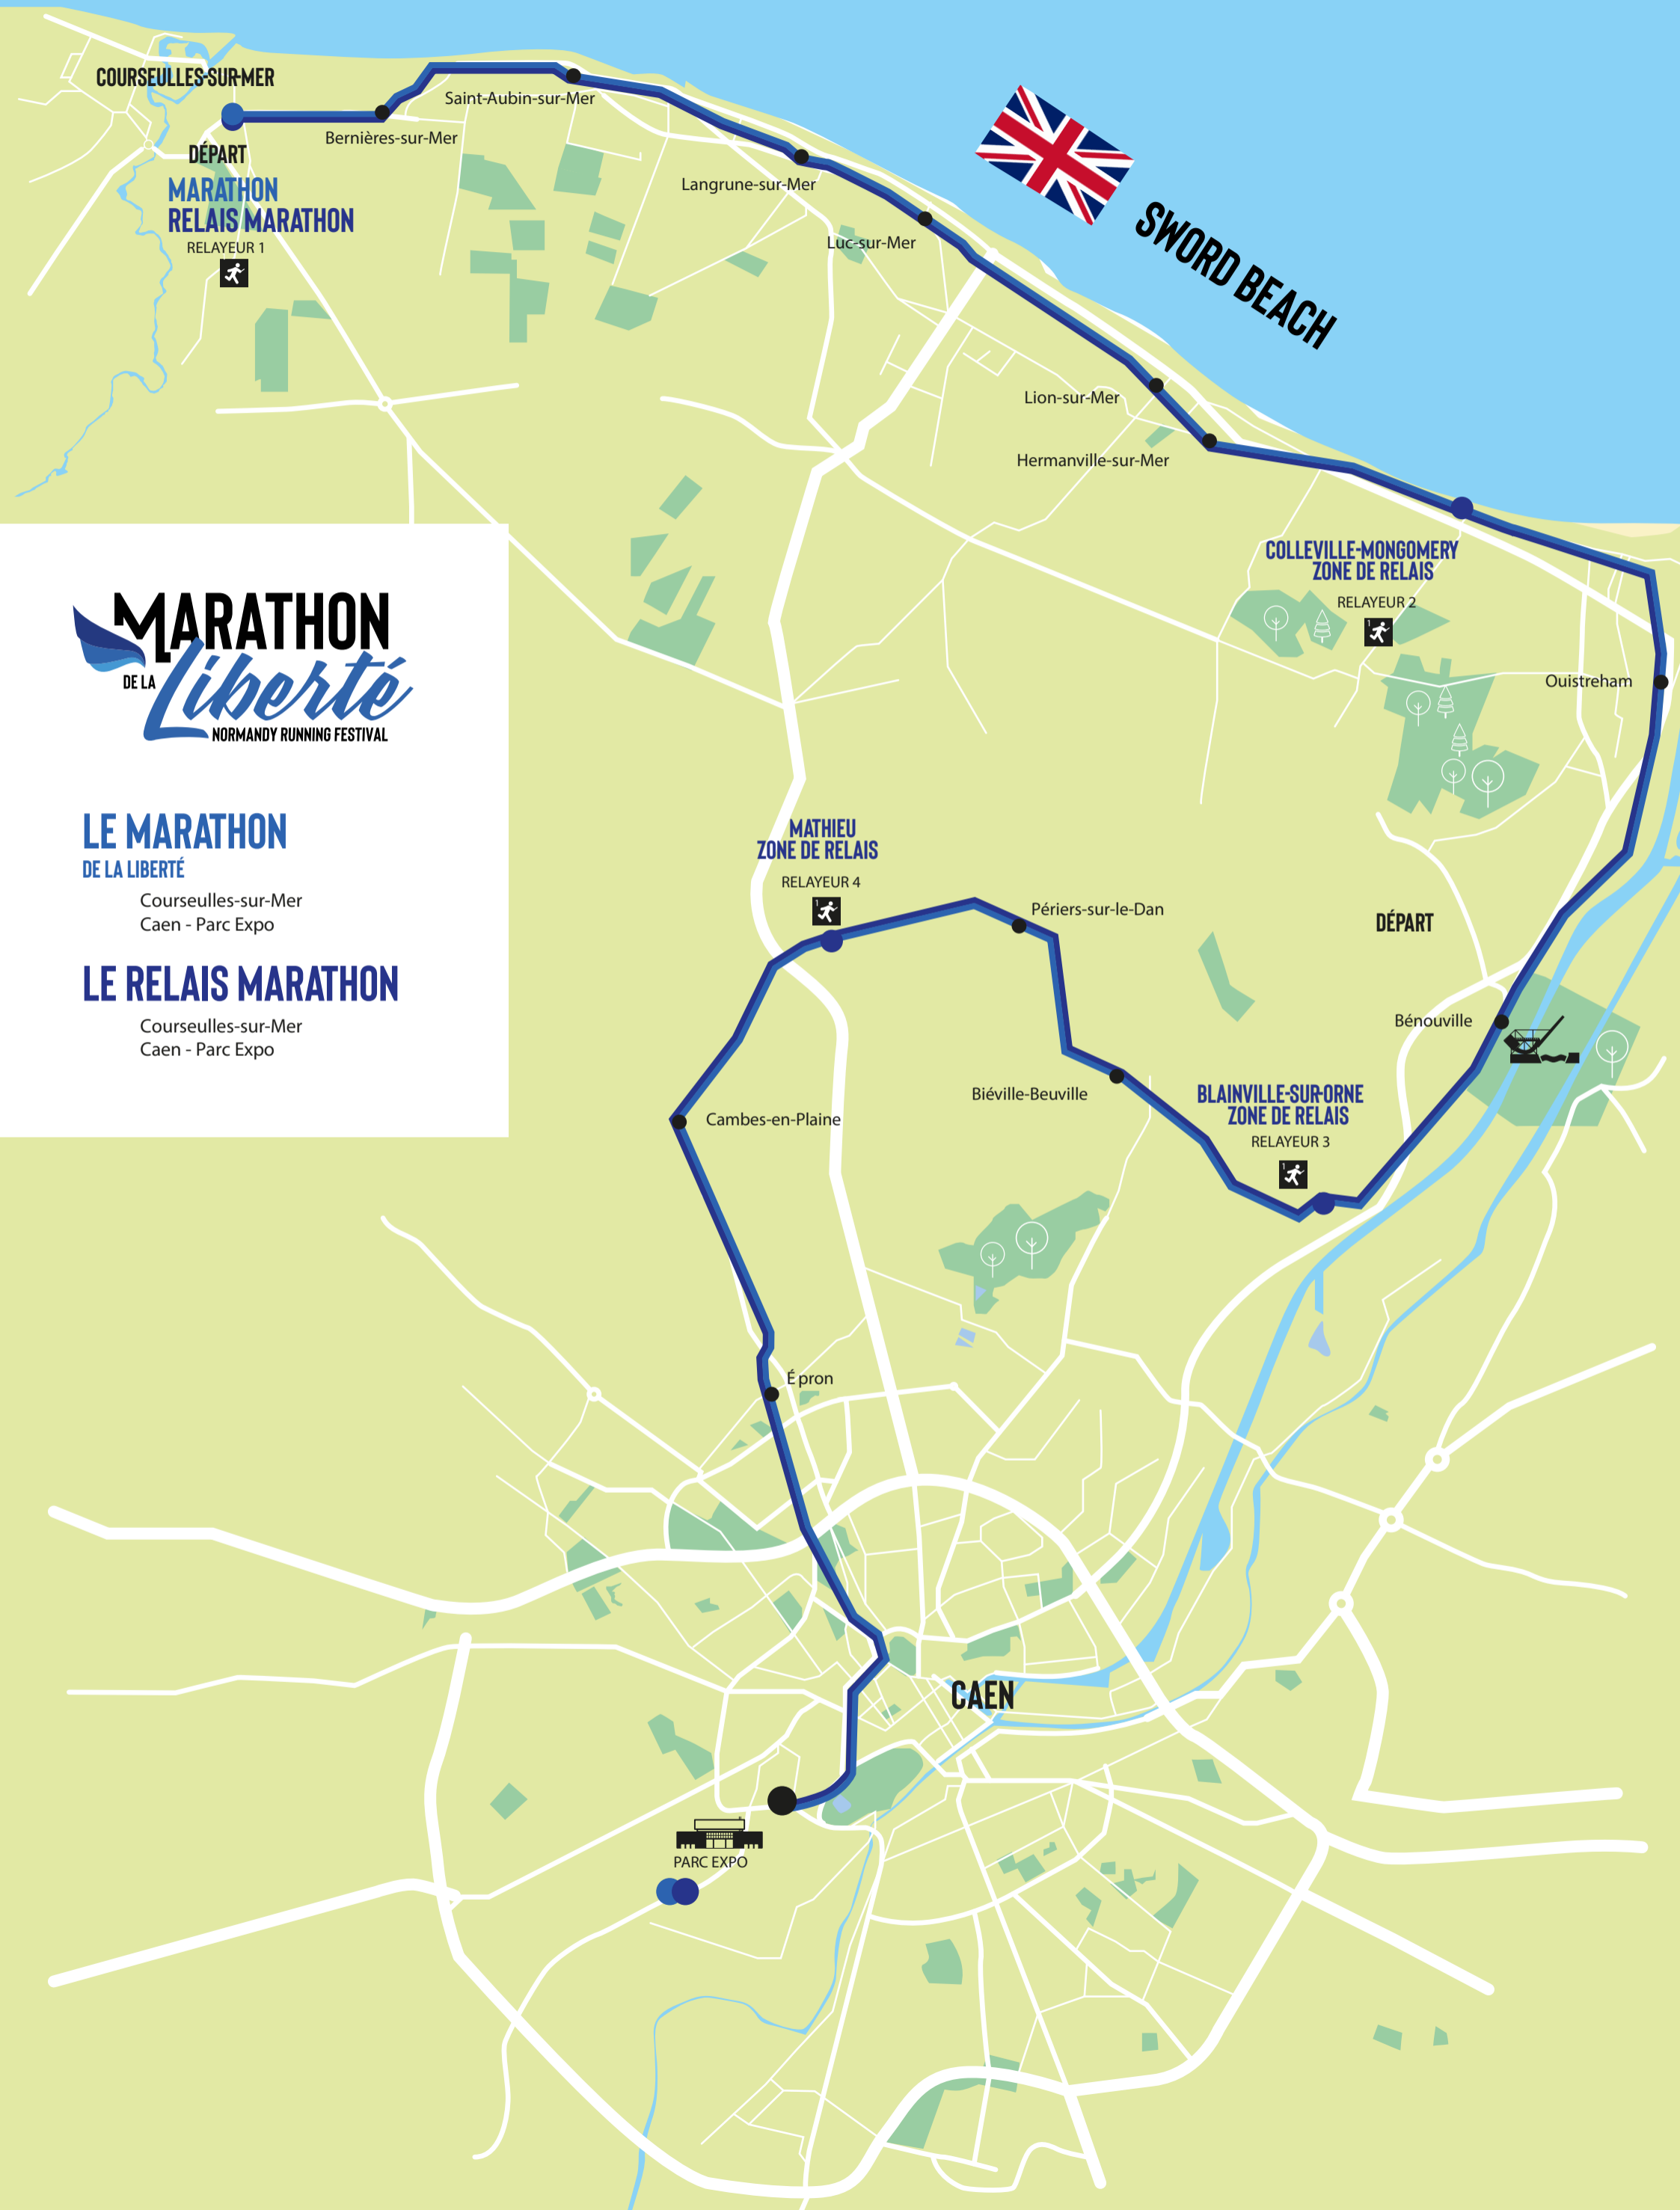 COURSEULLES-SUR-MER
DÉPART
MARATHON
RELAIS MARATHON
RELAYEUR 1
Bernières-sur-Mer
Saint-Aubin-sur-Mer
Langrune-sur-Mer
Luc-sur-Mer
SWORD BEACH
Lion-sur-Mer
Hermanville-sur-Mer
COLLEVILLE-MONGOMERY
ZONE DE RELAIS
RELAYEUR 2
1
Ouistreham
MARATHON
DE LA Liberté
NORMANDY RUNNING FESTIVAL
LE MARATHON
DE LA LIBERTÉ
Courseulles-sur-Mer
Caen - Parc Expo
LE RELAIS MARATHON
Courseulles-sur-Mer
Caen - Parc Expo
MATHIEU
ZONE DE RELAIS
RELAYEUR 4
1
Périers-sur-le-Dan
DÉPART
Bénouville
Biéville-Beuville
BLAINVILLE-SUR-ORNE
ZONE DE RELAIS
RELAYEUR 3
1
Cambes-en-Plaine
Épron
CAEN
PARC EXPO